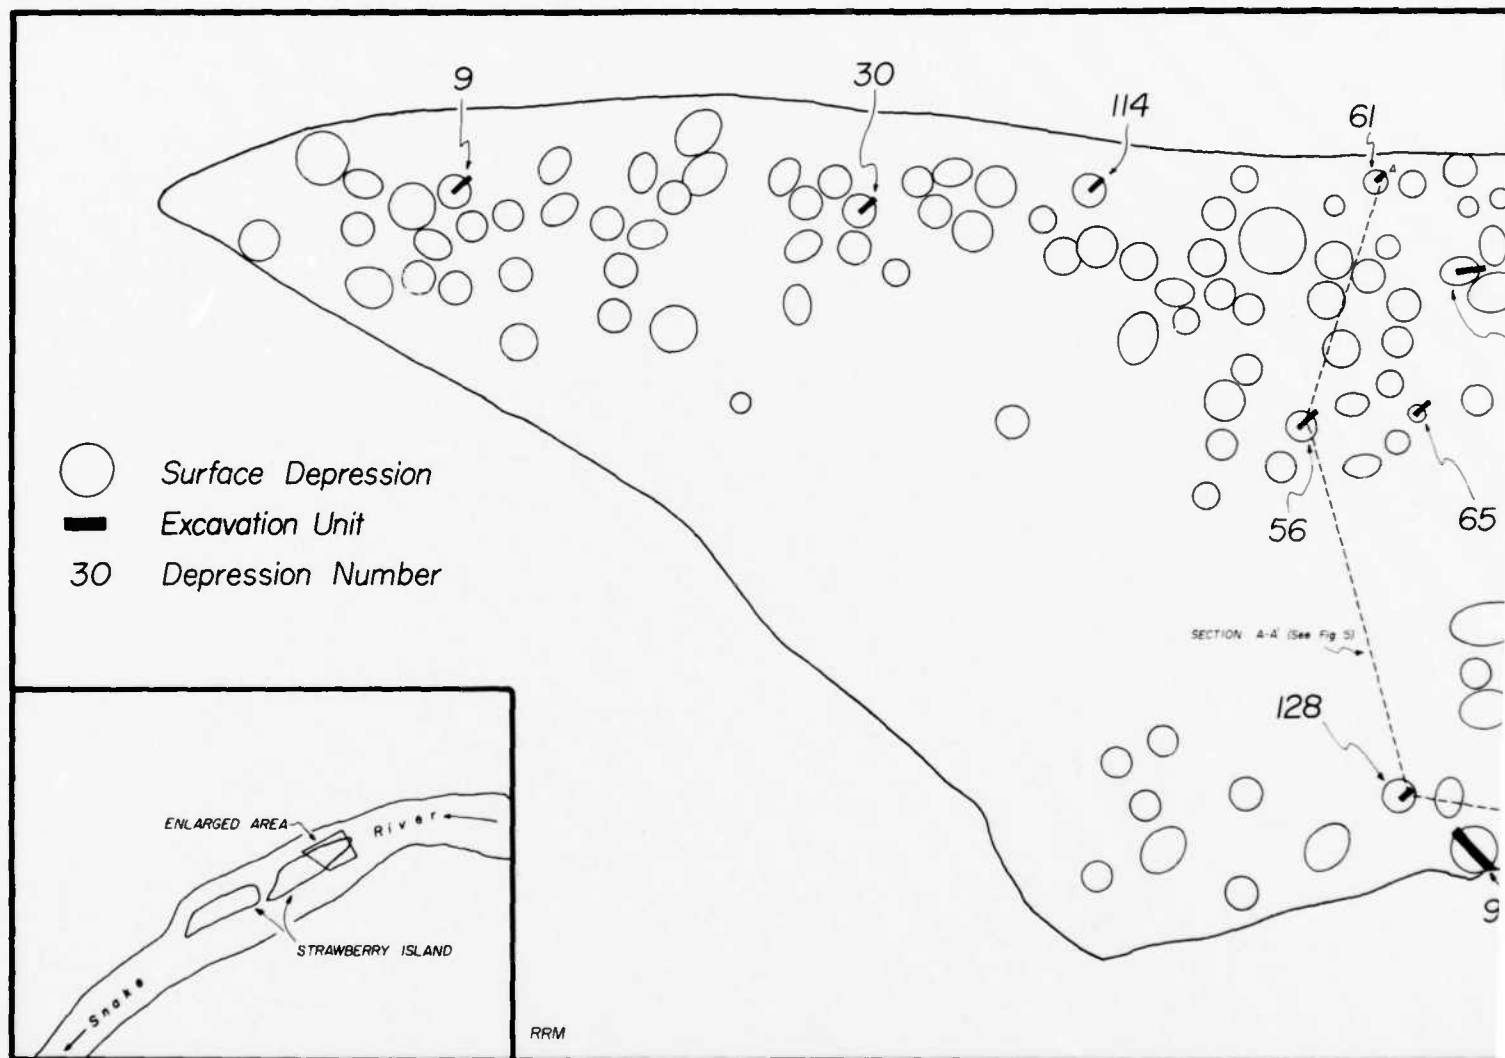 9
30
114
61
A
Surface Depression
Excavation Unit
30 Depression Number
56
65
SECTION A-A' (See Fig. 5)
128
9
ENLARGED AREA
River
STRAWBERRY ISLAND
Snake
RRM